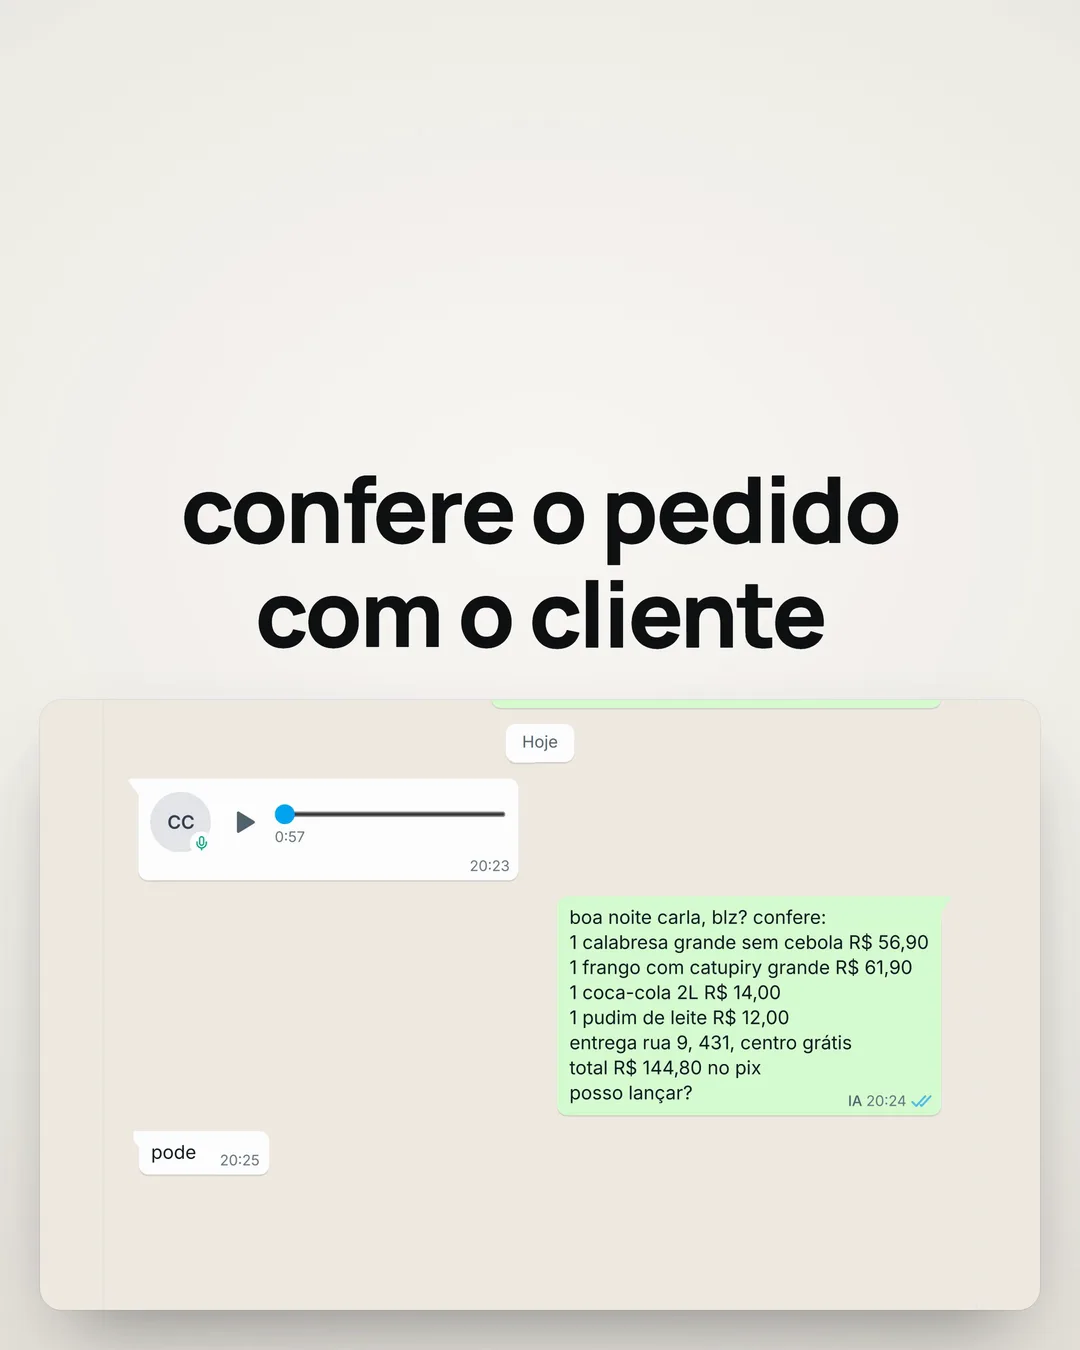 confere o pedido
com o cliente
Hoje
CC
0:57
20:23
boa noite carla, blz? confere:
1 calabresa grande sem cebola R$ 56,90
1 frango com catupiry grande R$ 61,90
1 coca-cola 2L R$ 14,00
1 pudim de leite R$ 12,00
entrega rua 9, 431, centro grátis
total R$ 144,80 no pix
posso lançar?
IA 20:24
pode
20:25